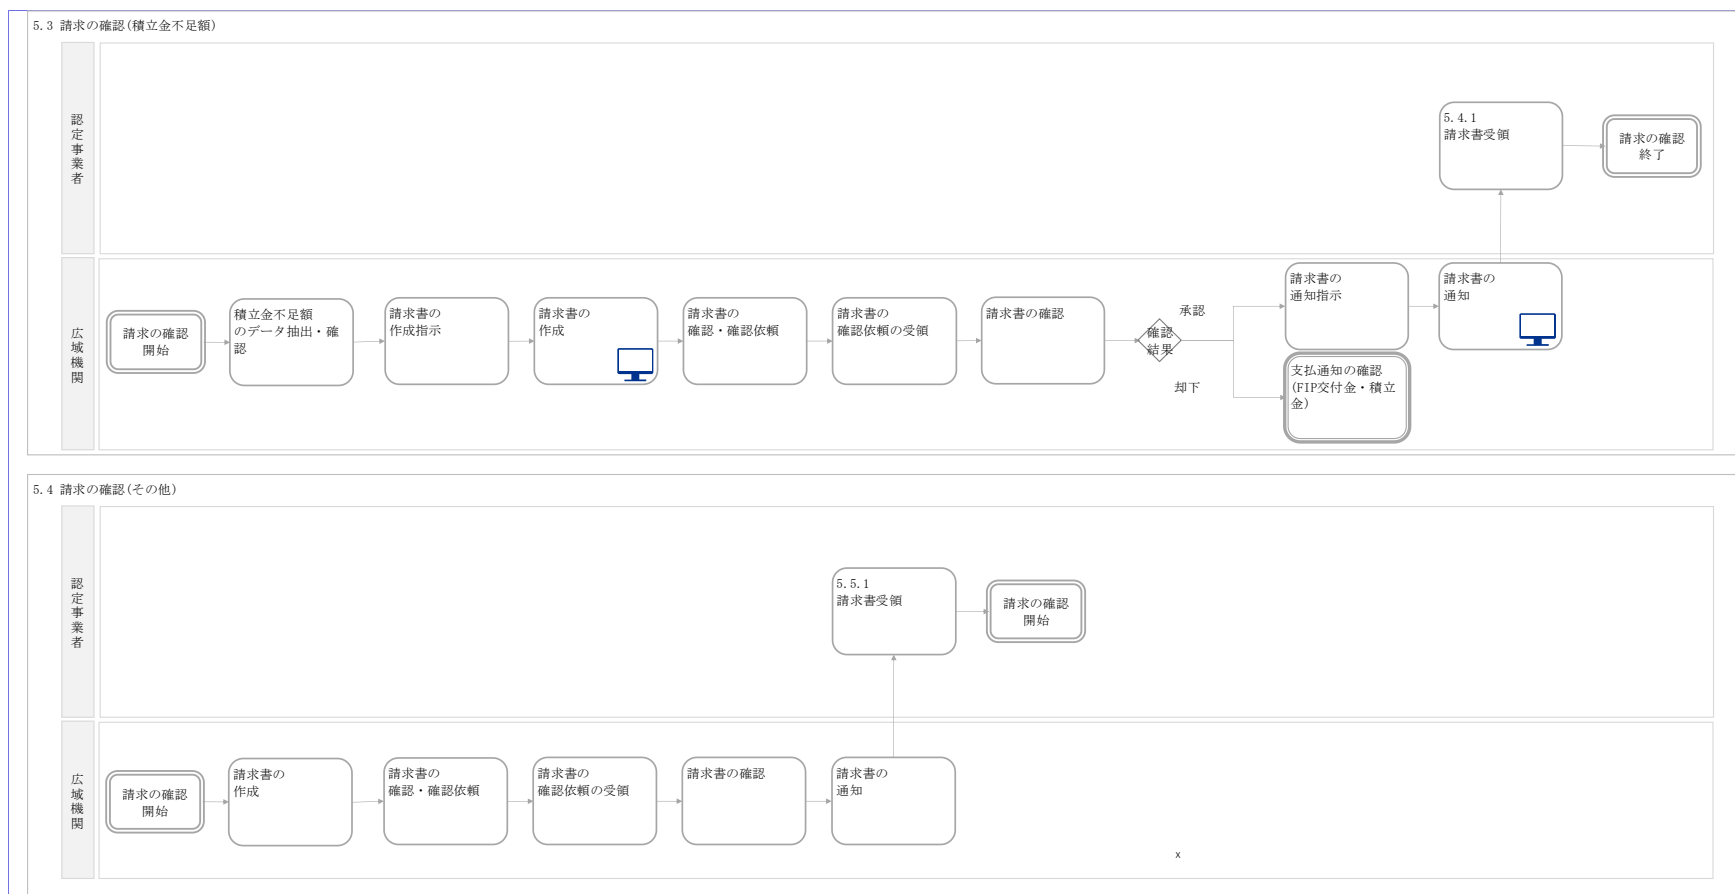 5.3 請求の確認(積立金不足額)
認定事業者
5.4.1
請求書受領
請求の確認
終了
広域機関
請求の確認
開始
積立金不足額
のデータ抽出・確
認
請求書の
作成指示
請求書の
作成
請求書の
確認・確認依頼
請求書の
確認依頼の受領
請求書の確認
確認
結果
承認
却下
請求書の
通知指示
請求書の
通知
支払通知の確認
(FIP交付金・積立
金)
5.4 請求の確認(その他)
認定事業者
5.5.1
請求書受領
請求の確認
開始
広域機関
請求の確認
開始
請求書の
作成
請求書の
確認・確認依頼
請求書の
確認依頼の受領
請求書の確認
請求書の
通知
x